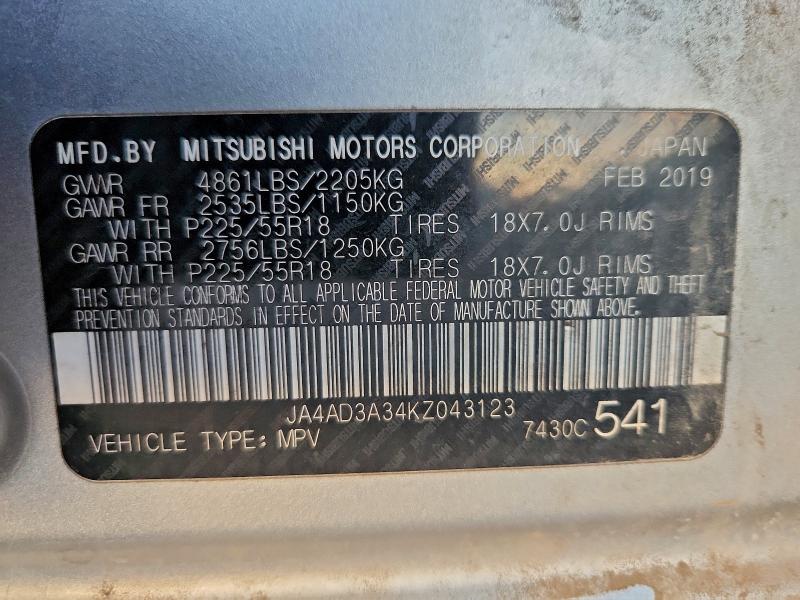 MFD.BY MITSUBISHI MOTORS CORPORATION JAPAN
GVWR 4861LBS/2205KG FEB 2019
GAWR FR 2535LBS/1150KG
WITH P225/55R18 TIRES 18X7.0J RIMS
GAWR RR 2756LBS/1250KG
WITH P225/55R18 TIRES 18X7.0J RIMS
THIS VEHICLE CONFORMS TO ALL APPLICABLE FEDERAL MOTOR VEHICLE SAFETY AND THEFT
PREVENTION STANDARDS IN EFFECT ON THE DATE OF MANUFACTURE SHOWN ABOVE.
JA4AD3A34KZ043123
VEHICLE TYPE: MPV 7430C 541